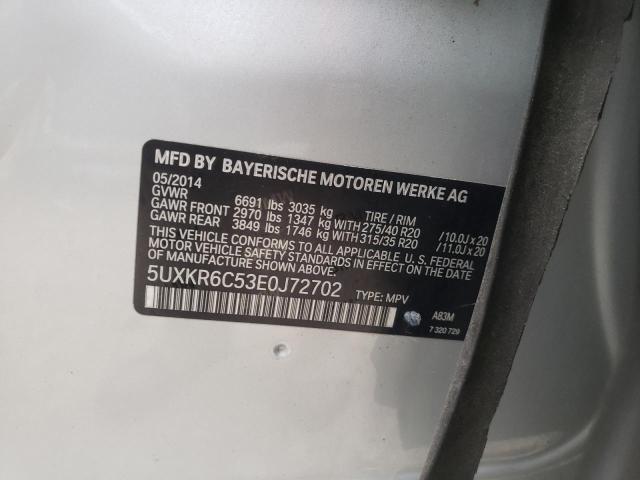 MFD BY BAYERISCHE MOTOREN WERKE AG
05/2014
GVWR 6691 lbs 3035 kg TIRE / RIM
GAWR FRONT 2970 lbs 1347 kg WITH 275/40 R20 /10.0J x 20
GAWR REAR 3849 lbs 1746 kg WITH 315/35 R20 /11.0J x 20
THIS VEHICLE CONFORMS TO ALL APPLICABLE U. S. FEDERAL
MOTOR VEHICLE SAFETY STANDARDS IN EFFECT ON THE DATE
OF MANUFACTURE SHOWN ABOVE.
5UXKR6C53E0J72702 TYPE: MPV
A83M
7 320 729